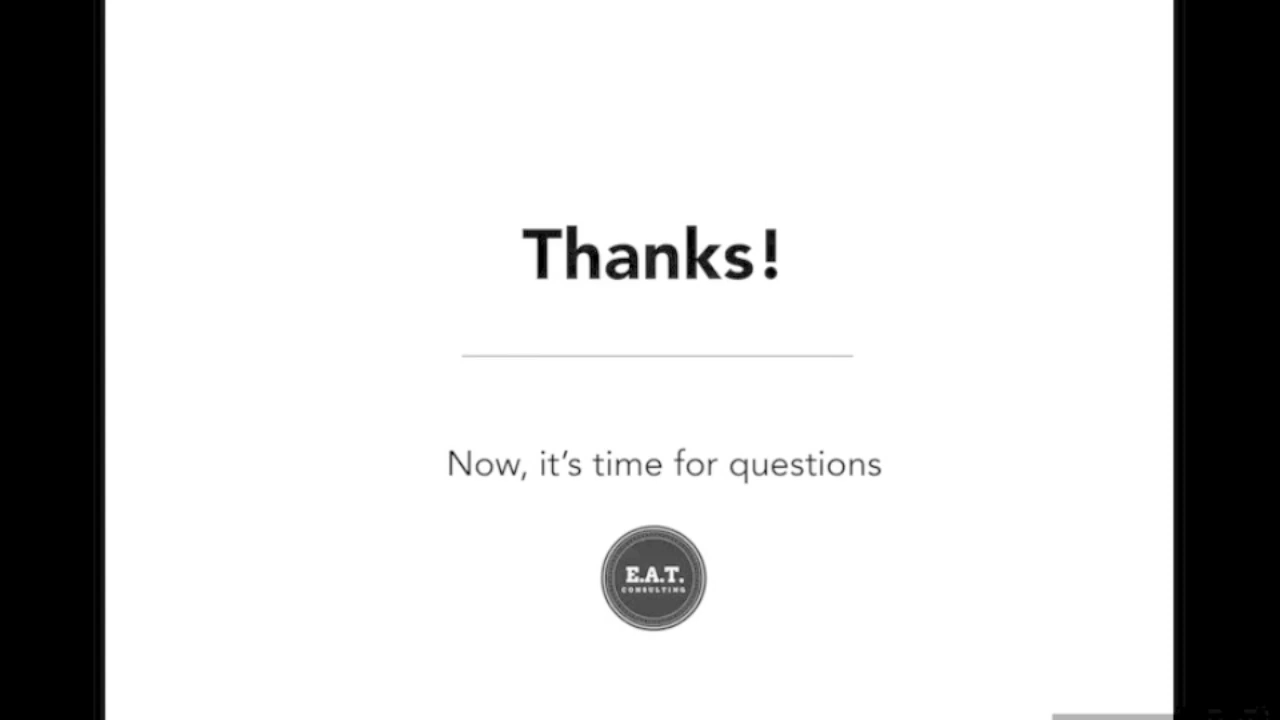 Thanks!
Now, it’s time for questions
E.A.T.
CONSULTING